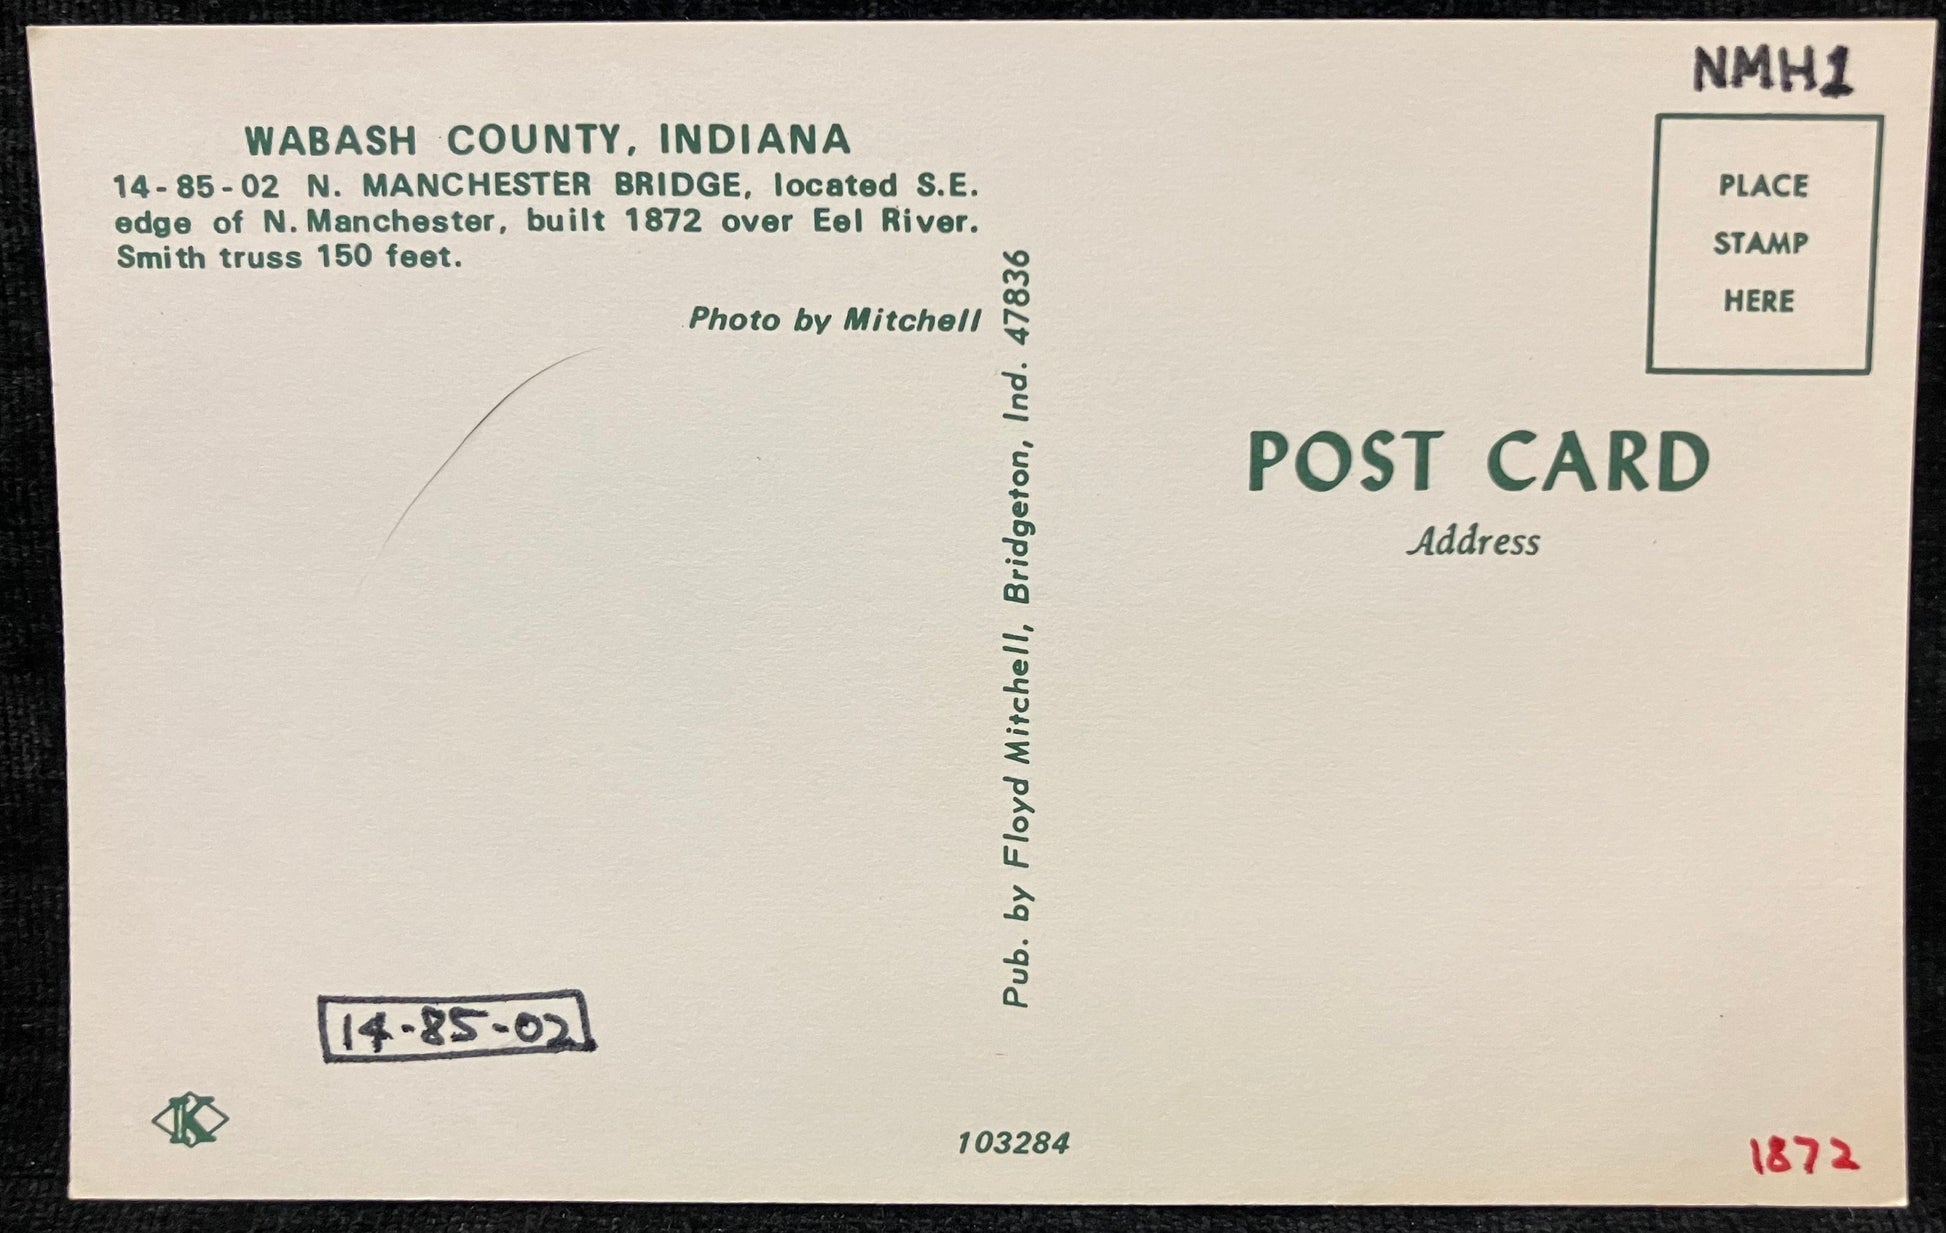 NMH1
WABASH COUNTY, INDIANA
14-85-02 N. MANCHESTER BRIDGE, located S.E.
edge of N. Manchester, built 1872 over Eel River.
Smith truss 150 feet.
Photo by Mitchell
Pub. by Floyd Mitchell, Bridgeton, Ind. 47836
PLACE
STAMP
HERE
POST CARD
Address
14-85-02
K
103284
1872